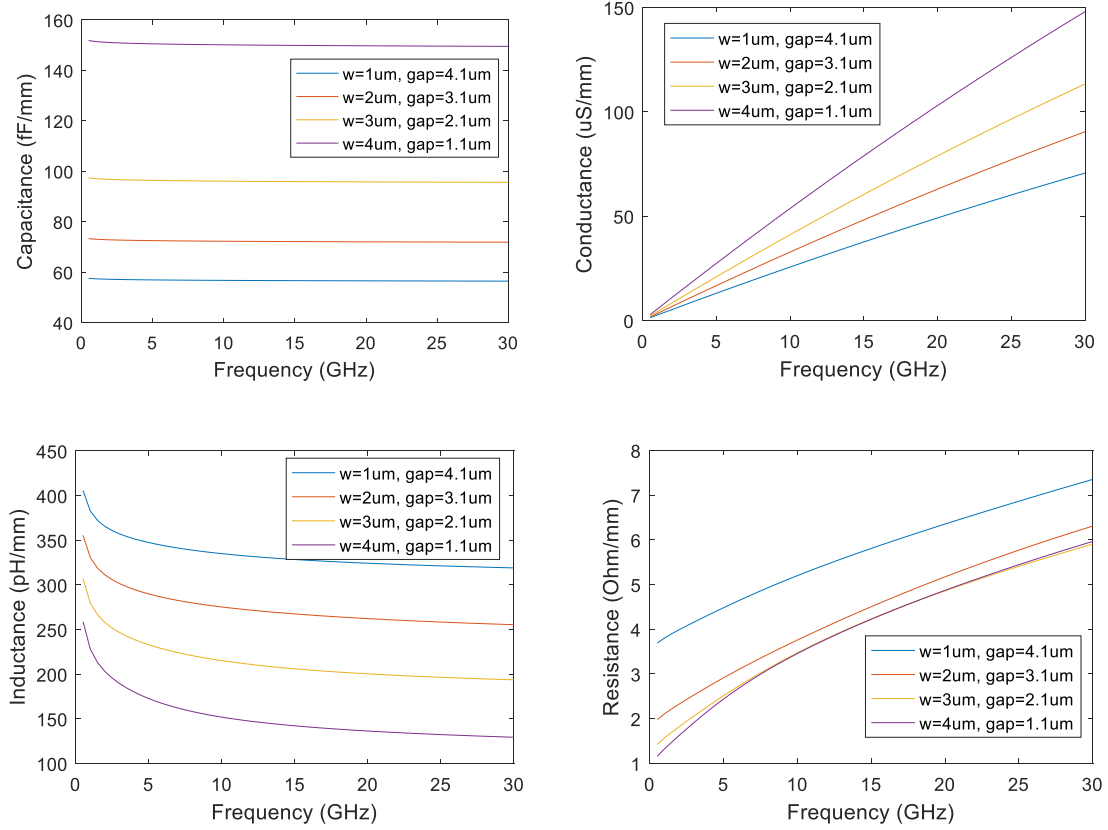 Capacitance (fF/mm)
160
140
120
100
80
60
40
w=1um, gap=4.1um
w=2um, gap=3.1um
w=3um, gap=2.1um
w=4um, gap=1.1um
0 5 10 15 20 25 30
Frequency (GHz)
Conductance (uS/mm)
150
100
50
0
w=1um, gap=4.1um
w=2um, gap=3.1um
w=3um, gap=2.1um
w=4um, gap=1.1um
0 5 10 15 20 25 30
Frequency (GHz)
Inductance (pH/mm)
450
400
350
300
250
200
150
100
w=1um, gap=4.1um
w=2um, gap=3.1um
w=3um, gap=2.1um
w=4um, gap=1.1um
0 5 10 15 20 25 30
Frequency (GHz)
Resistance (Ohm/mm)
8
7
6
5
4
3
2
1
w=1um, gap=4.1um
w=2um, gap=3.1um
w=3um, gap=2.1um
w=4um, gap=1.1um
0 5 10 15 20 25 30
Frequency (GHz)